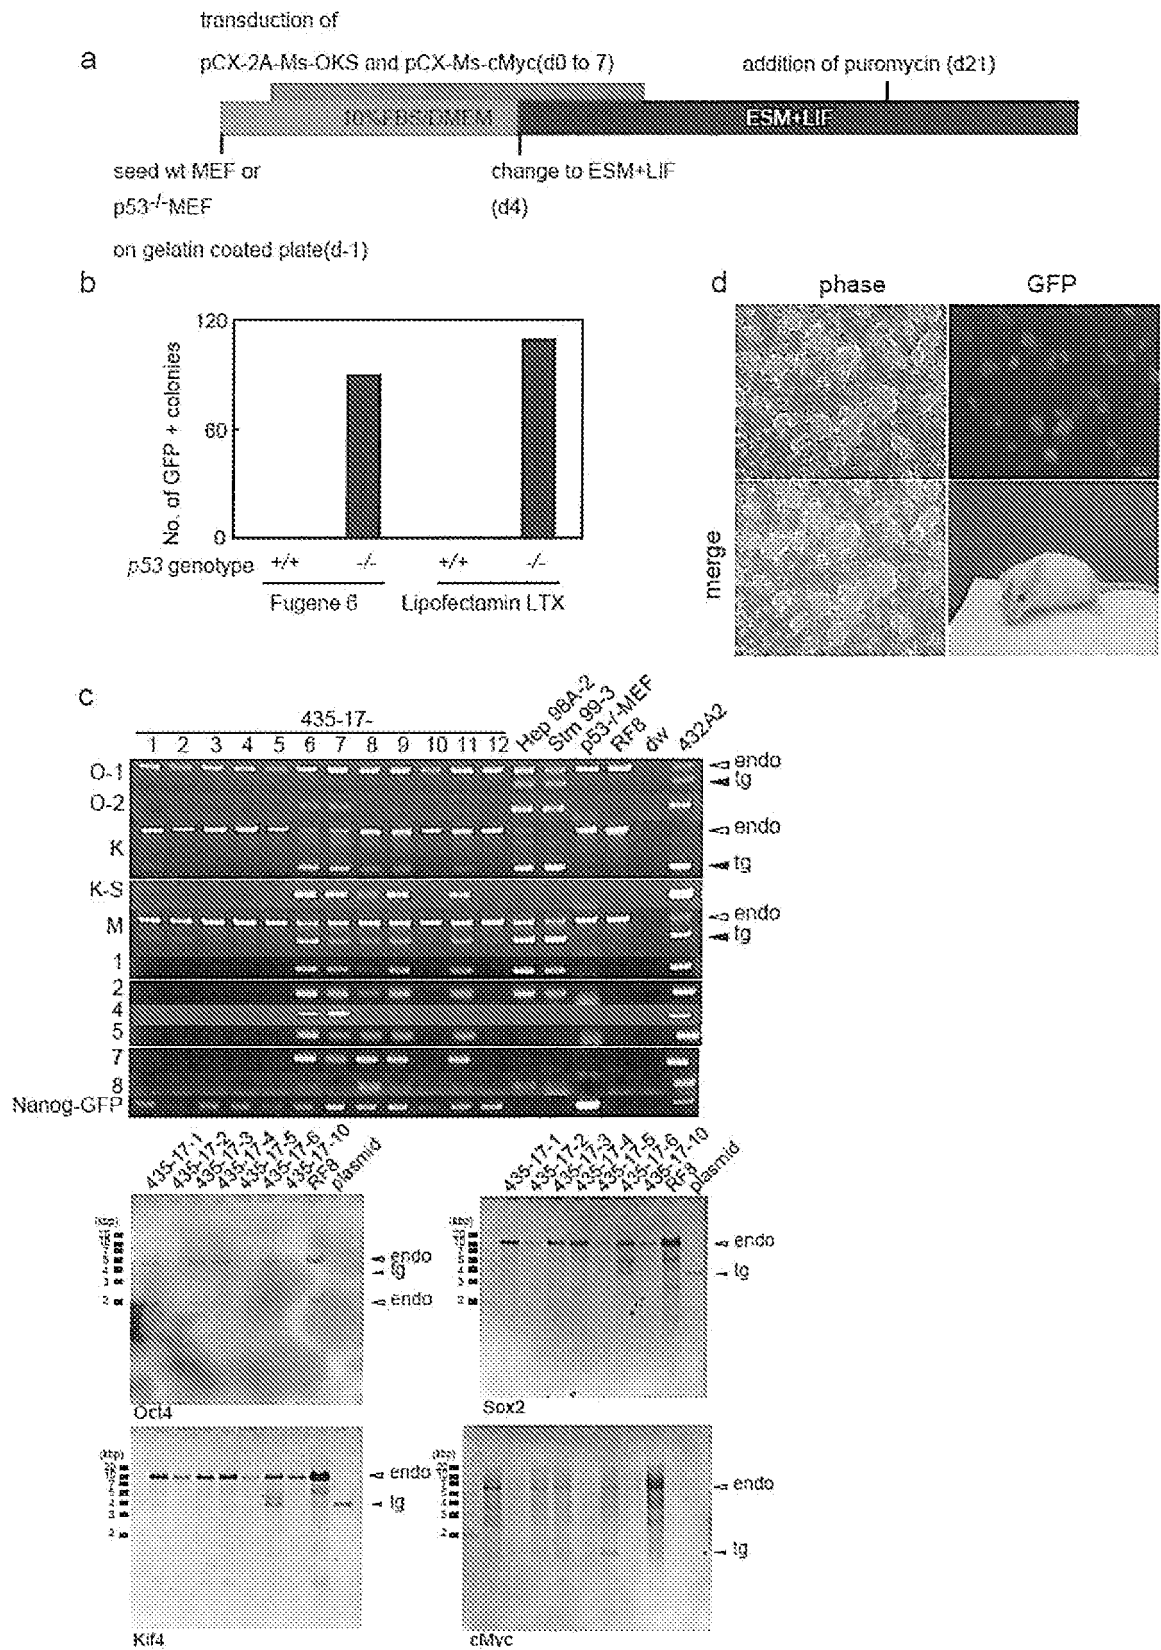 transduction of
a
pCX-2A-Ms-OKS and pCX-Ms-cMyc(d0 to 7)
addition of puromycin (d21)
ESM+LIF
seed wt MEF or
p53-/-MEF
on gelatin coated plate(d-1)
change to ESM+LIF
(d4)
b
No. of GFP + colonies
120
60
0
p53 genotype +/+ -/- +/+ -/-
Fugene 6 Lipofectamin LTX
d
phase GFP
merge
c
435-17-
1 2 3 4 5 6 7 8 9 10 11 12 Hep 98A-2 Stm 99-3 p53-/-MEF RF8 dw 432A2
O-1 endo
tg
O-2
endo
K
tg
K-S
endo
M
tg
1
2
4
5
7
8
Nanog-GFP
435-17-1 435-17-2 435-17-3 435-17-4 435-17-5 435-17-6 435-17-10 RF8 plasmid
(kbp)
endo
tg
endo
2
Oct4
435-17-1 435-17-2 435-17-3 435-17-4 435-17-5 435-17-6 435-17-10 RF8 plasmid
(kbp)
endo
tg
2
Sox2
(kbp)
endo
tg
2
Klf4
(kbp)
endo
2
tg
cMyc